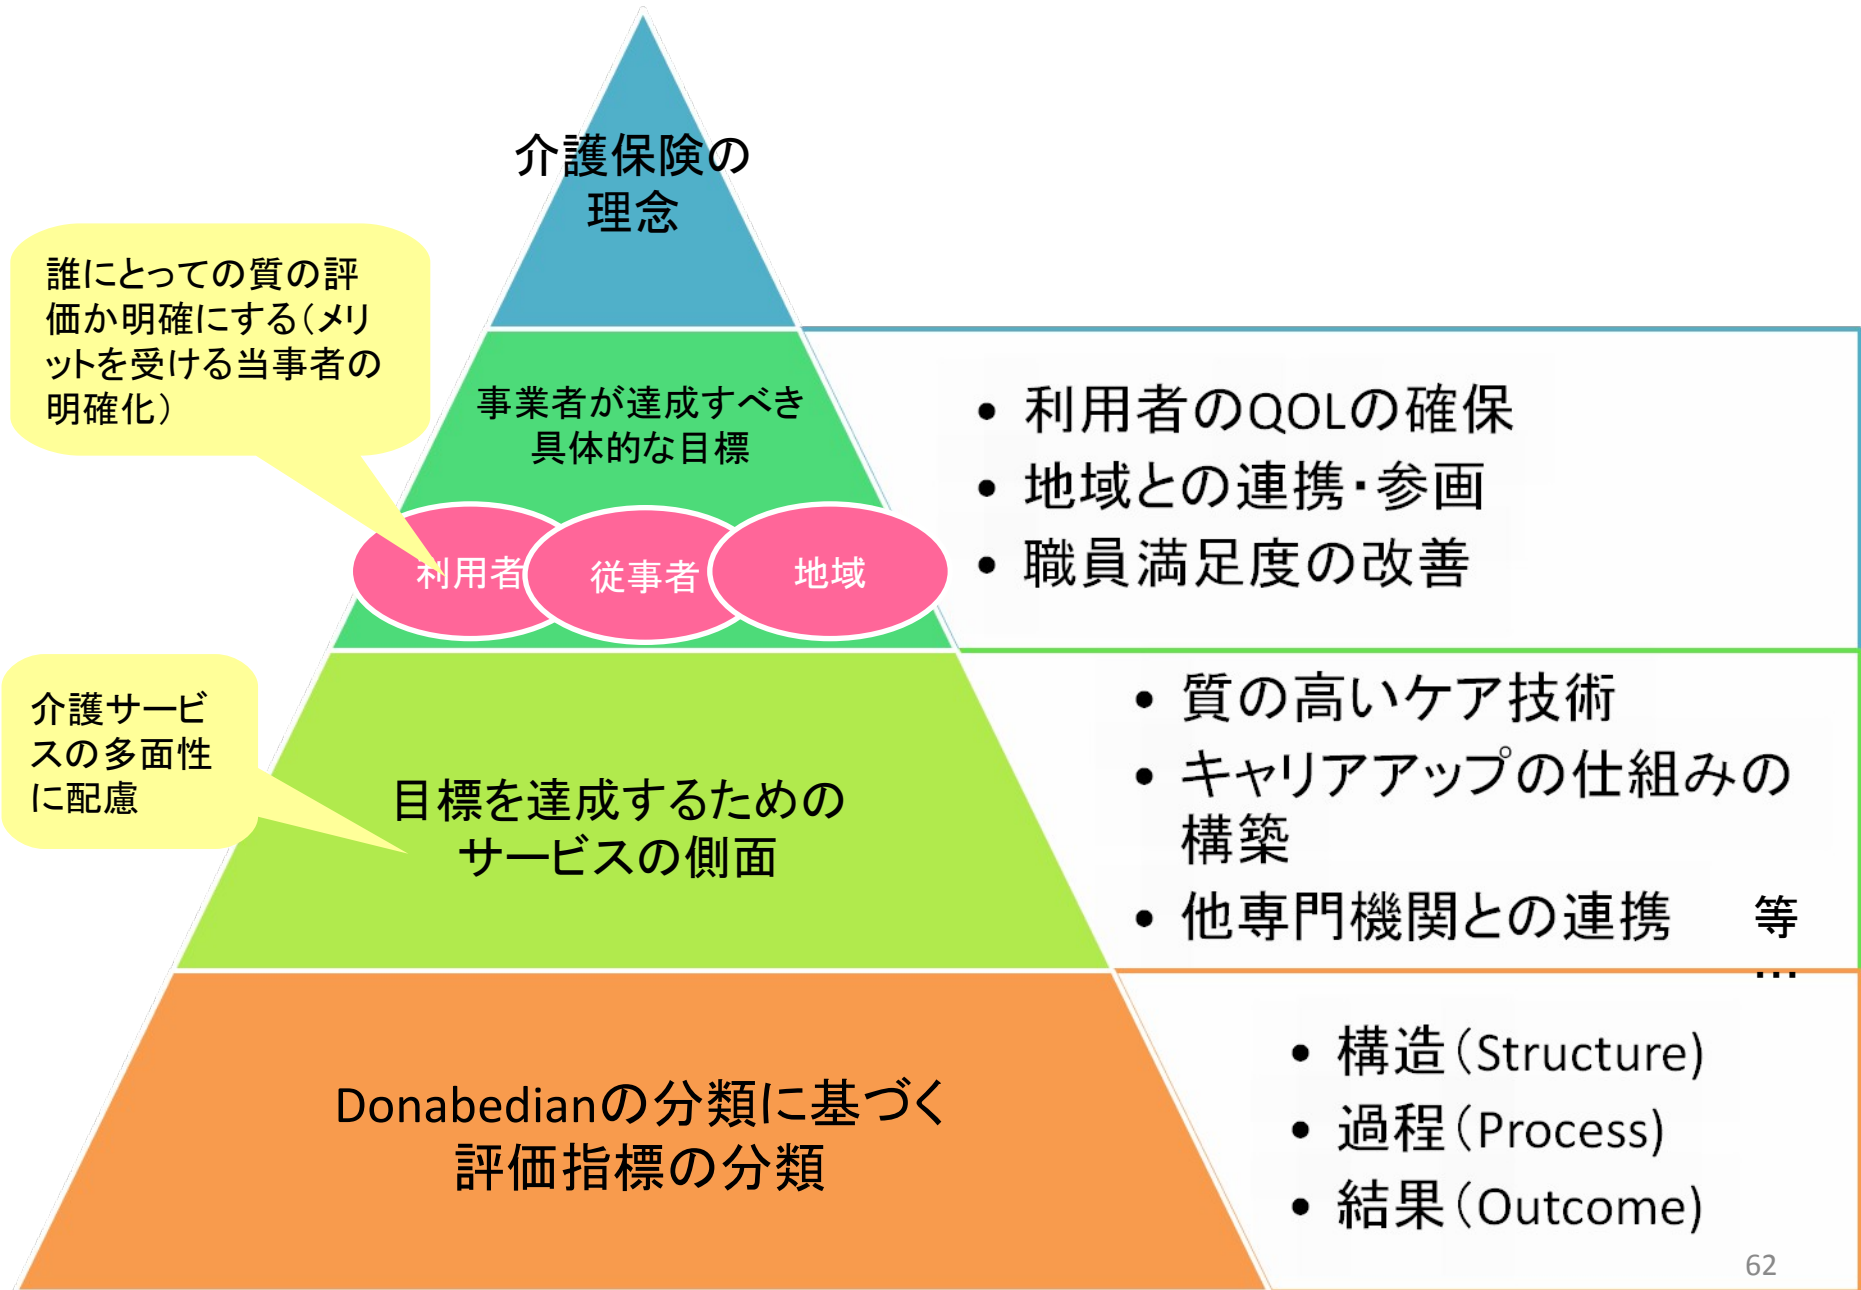 介護保険の
理念
誰にとっての質の評
価か明確にする（メリ
ットを受ける当事者の
明確化）
事業者が達成すべき
具体的な目標
利用者
従事者
地域
• 利用者のQOLの確保
• 地域との連携・参画
• 職員満足度の改善
介護サービ
スの多面性
に配慮
目標を達成するための
サービスの側面
• 質の高いケア技術
• キャリアアップの仕組みの
構築
• 他専門機関との連携 等
…
Donabedianの分類に基づく
評価指標の分類
• 構造（Structure)
• 過程（Process)
• 結果（Outcome)
62